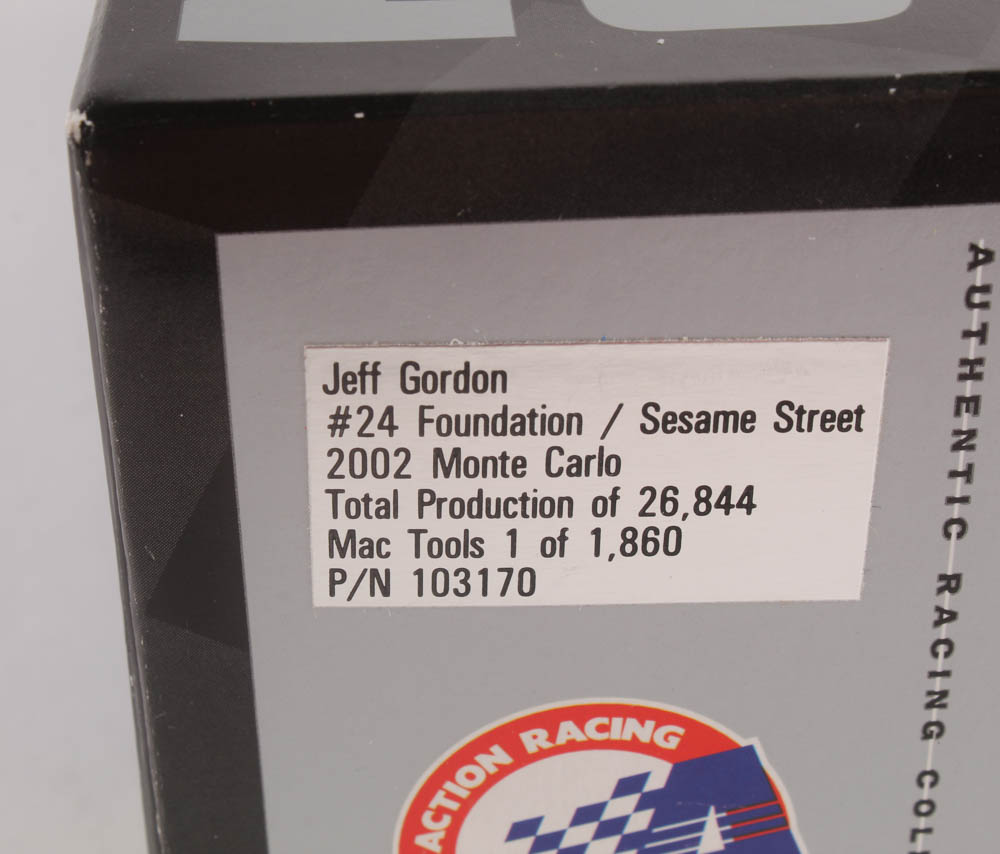 Jeff Gordon
#24 Foundation / Sesame Street
2002 Monte Carlo
Total Production of 26,844
Mac Tools 1 of 1,860
P/N 103170
ACTION RACING
AUTHENTIC RACING